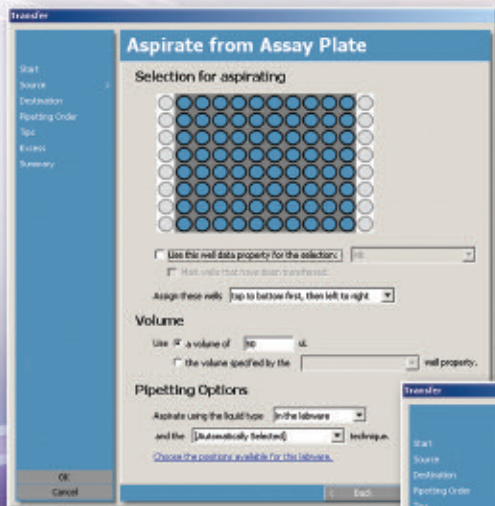 Transfer
Aspirate from Assay Plate
Start
Source >
Destination
Pipetting Order
Tips
Excess
Summary
Selection for aspirating
Use this well data property for the selection:
Mark wells that have been transferred.
Assign these wells top to bottom first, then left to right
Volume
Use a volume of 50 uL
the volume specified by the well property.
Pipetting Options
Aspirate using the liquid type in the labware
and the [Automatically Selected] technique.
Choose the positions available for this labware.
OK
Cancel
< Back
Transfer
Start
Source
Destination
Pipetting Order
Tips